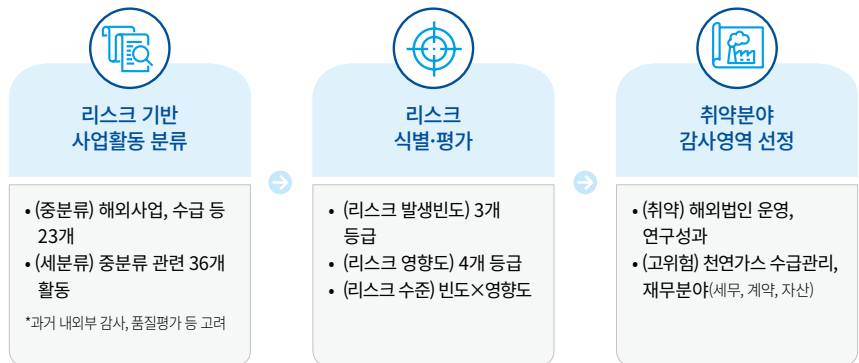 리스크 기반
사업활동 분류
• (중분류) 해외사업, 수급 등
23개
• (세분류) 중분류 관련 36개
활동
*과거 내외부 감사, 품질평가 등 고려
리스크
식별·평가
• (리스크 발생빈도) 3개
등급
• (리스크 영향도) 4개 등급
• (리스크 수준) 빈도×영향도
취약분야
감사영역 선정
• (취약) 해외법인 운영,
연구성과
• (고위험) 천연가스 수급관리,
재무분야(세무, 계약, 자산)